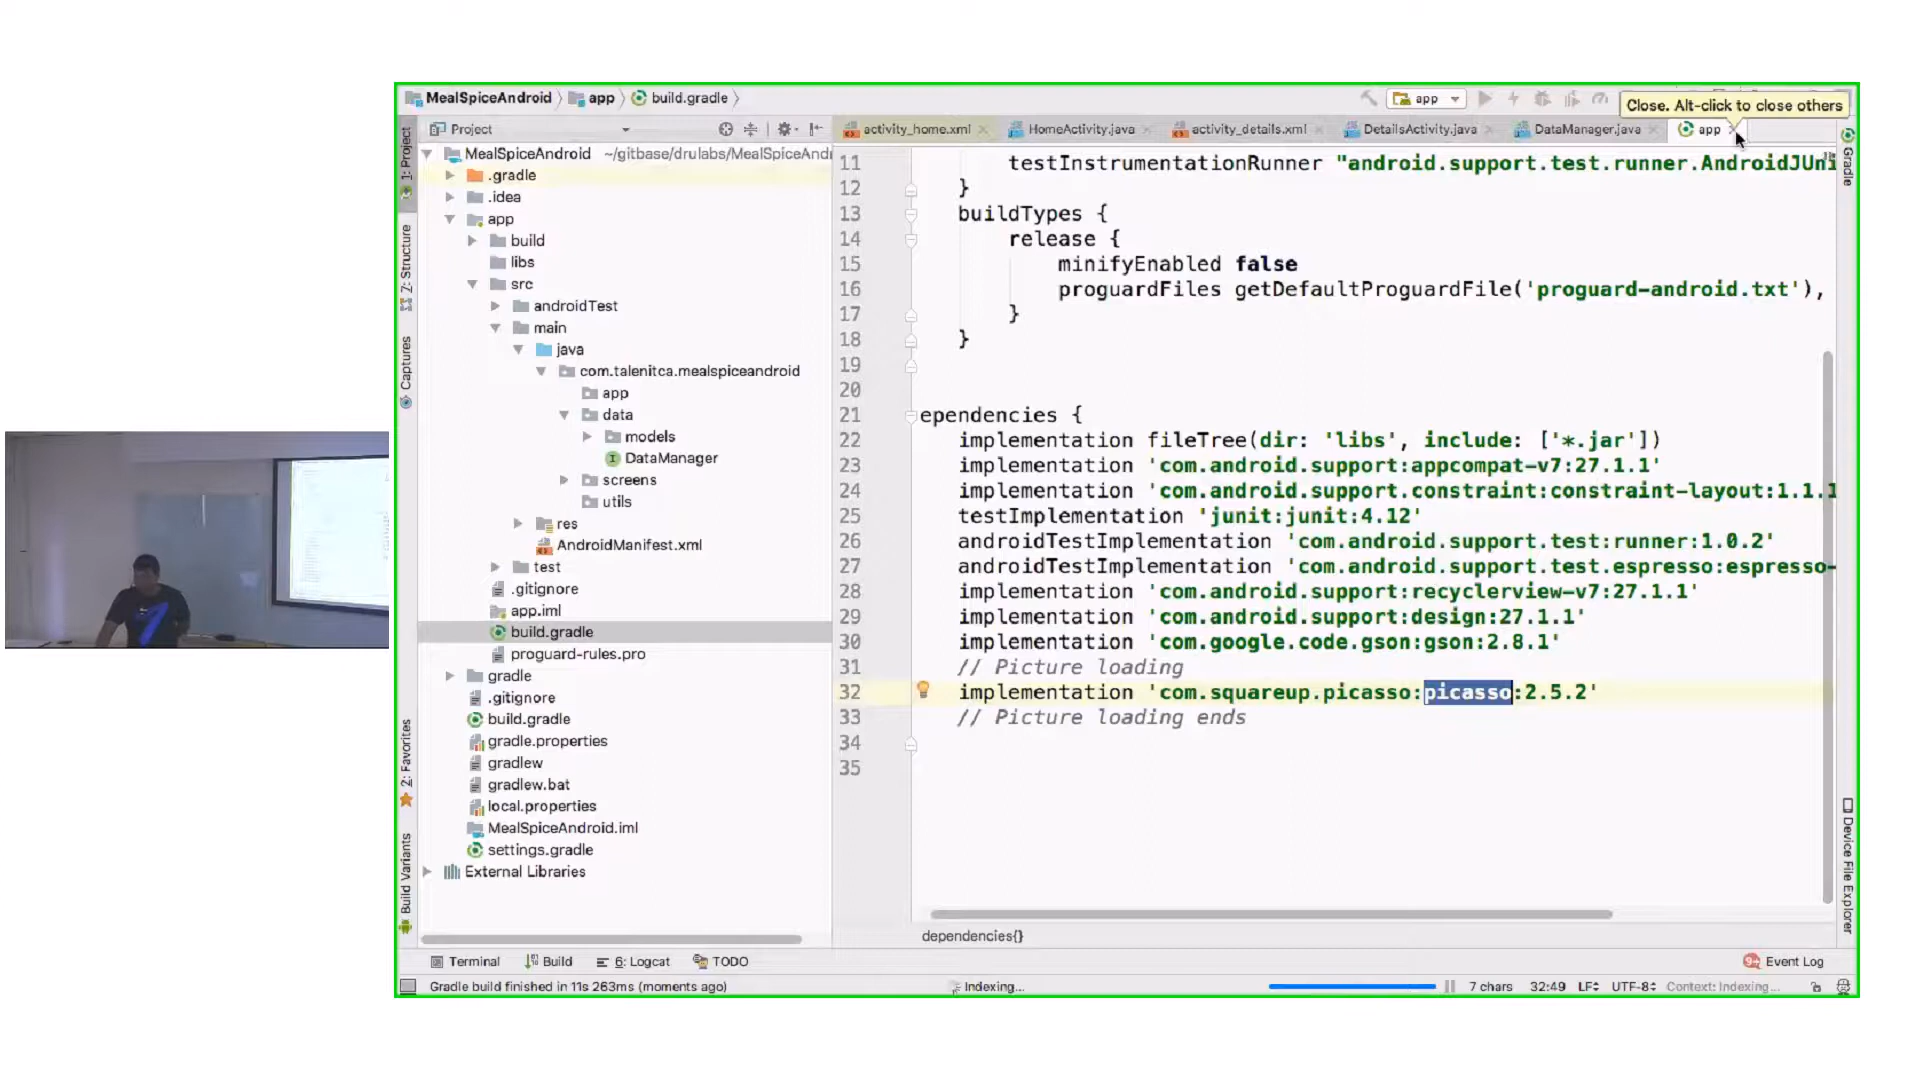 MealSpiceAndroid app build.gradle
app
Close. Alt-click to close others
Project
activity_home.xml
HomeActivity.java
activity_details.xml
DetailsActivity.java
DataManager.java
app
1: Project
7: Structure
Captures
2: Favorites
Build Variants
MealSpiceAndroid ~/gitbase/drulabs/MealSpiceAndr
.gradle
.idea
app
build
libs
src
androidTest
main
java
com.talenitca.mealspiceandroid
app
data
models
DataManager
screens
utils
res
AndroidManifest.xml
test
.gitignore
app.iml
build.gradle
proguard-rules.pro
gradle
.gitignore
build.gradle
gradle.properties
gradlew
gradlew.bat
local.properties
MealSpiceAndroid.iml
settings.gradle
External Libraries
11 testInstrumentationRunner "android.support.test.runner.AndroidJUni
12 }
13 buildTypes {
14 release {
15 minifyEnabled false
16 proguardFiles getDefaultProguardFile('proguard-android.txt'),
17 }
18 }
19
20
21 ependencies {
22 implementation fileTree(dir: 'libs', include: ['*.jar'])
23 implementation 'com.android.support:appcompat-v7:27.1.1'
24 implementation 'com.android.support.constraint:constraint-layout:1.1.1
25 testImplementation 'junit:junit:4.12'
26 androidTestImplementation 'com.android.support.test:runner:1.0.2'
27 androidTestImplementation 'com.android.support.test.espresso:espresso-
28 implementation 'com.android.support:recyclerview-v7:27.1.1'
29 implementation 'com.android.support:design:27.1.1'
30 implementation 'com.google.code.gson:gson:2.8.1'
31 // Picture loading
32 implementation 'com.squareup.picasso:picasso:2.5.2'
33 // Picture loading ends
34
35
dependencies{}
Gradle
Device File Explorer
Terminal
Build
6: Logcat
TODO
Event Log
Gradle build finished in 11s 263ms (moments ago)
Indexing...
7 chars
32:49
LF
UTF-8
Context: Indexing...